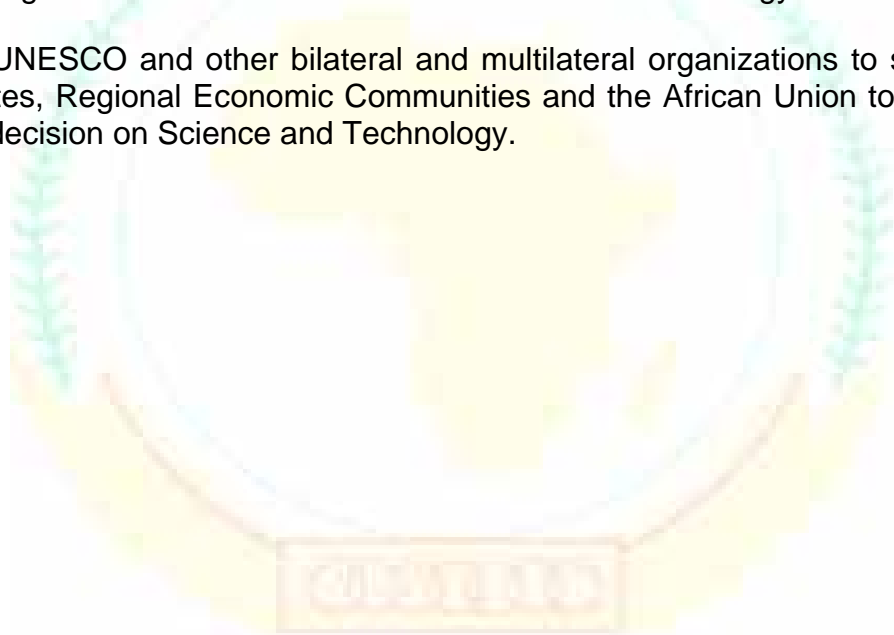 UNESCO and other bilateral and multilateral organizations to
Regional Economic Communities and the African Union to
decision on Science and Technology.